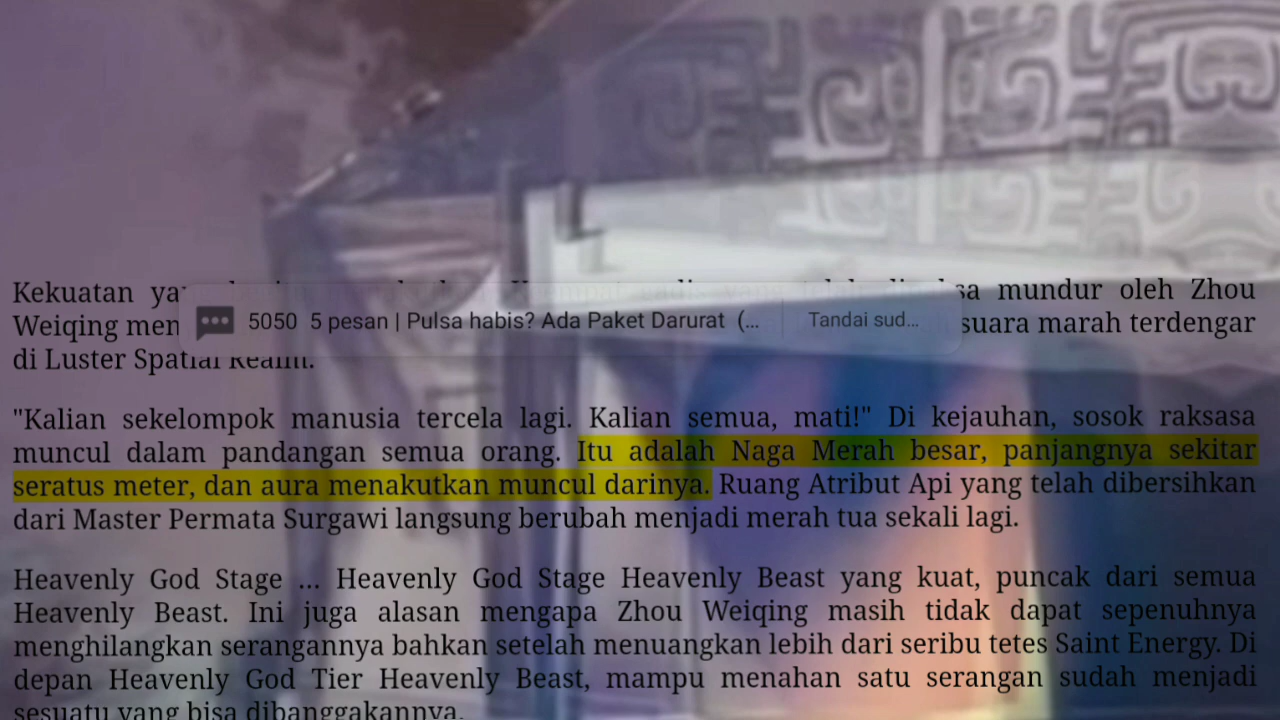 Kekuatan mundur oleh Zhou
Weiqing suara marah terdengar
di Luster Spatial Realm.
5050 5 pesan | Pulsa habis? Ada Paket Darurat (...
Tandai sud...
"Kalian sekelompok manusia tercela lagi. Kalian semua, mati!" Di kejauhan, sosok raksasa
muncul dalam pandangan semua orang. Itu adalah Naga Merah besar, panjangnya sekitar
seratus meter, dan aura menakutkan muncul darinya. Ruang Atribut Api yang telah dibersihkan
dari Master Permata Surgawi langsung berubah menjadi merah tua sekali lagi.
Heavenly God Stage ... Heavenly God Stage Heavenly Beast yang kuat, puncak dari semua
Heavenly Beast. Ini juga alasan mengapa Zhou Weiqing masih tidak dapat sepenuhnya
menghilangkan serangannya bahkan setelah menuangkan lebih dari seribu tetes Saint Energy. Di
depan Heavenly God Tier Heavenly Beast, mampu menahan satu serangan sudah menjadi
sesuatu yang bisa dibanggakannya.